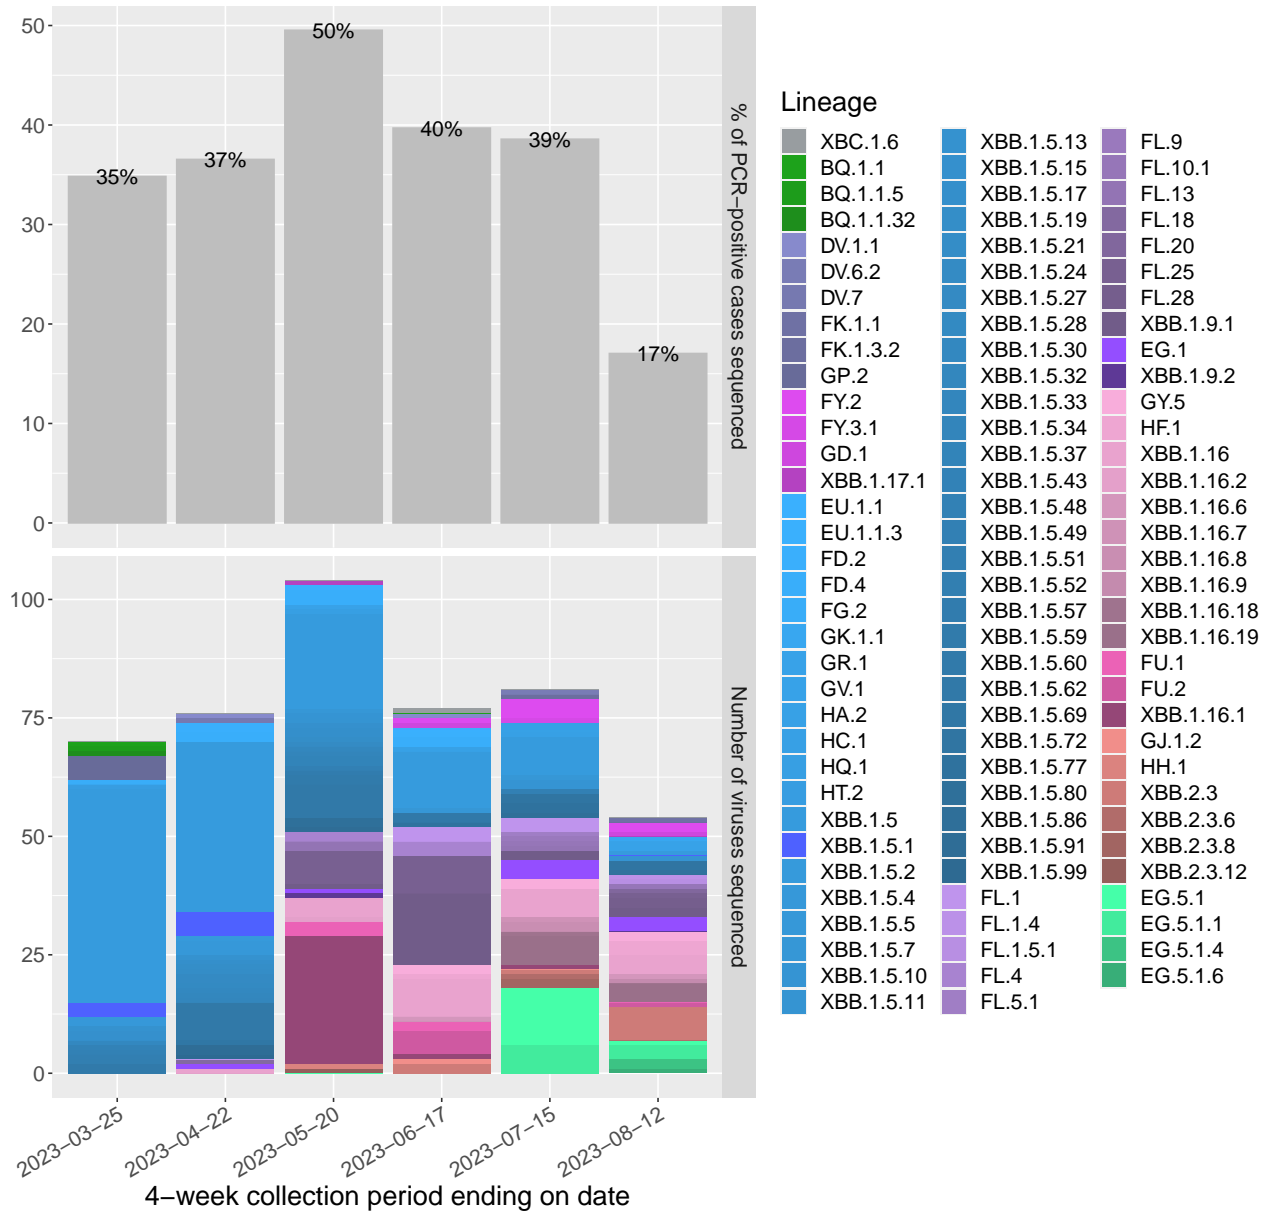 50
40
30
20
10
0
35%
37%
50%
40%
39%
17%
% of PCR−positive cases sequenced
100
75
50
25
0
Number of viruses sequenced
2023−03−25
2023−04−22
2023−05−20
2023−06−17
2023−07−15
2023−08−12
4−week collection period ending on date
Lineage
XBC.1.6
BQ.1.1
BQ.1.1.5
BQ.1.1.32
DV.1.1
DV.6.2
DV.7
FK.1.1
FK.1.3.2
GP.2
FY.2
FY.3.1
GD.1
XBB.1.17.1
EU.1.1
EU.1.1.3
FD.2
FD.4
FG.2
GK.1.1
GR.1
GV.1
HA.2
HC.1
HQ.1
HT.2
XBB.1.5
XBB.1.5.1
XBB.1.5.2
XBB.1.5.4
XBB.1.5.5
XBB.1.5.7
XBB.1.5.10
XBB.1.5.11
XBB.1.5.13
XBB.1.5.15
XBB.1.5.17
XBB.1.5.19
XBB.1.5.21
XBB.1.5.24
XBB.1.5.27
XBB.1.5.28
XBB.1.5.30
XBB.1.5.32
XBB.1.5.33
XBB.1.5.34
XBB.1.5.37
XBB.1.5.43
XBB.1.5.48
XBB.1.5.49
XBB.1.5.51
XBB.1.5.52
XBB.1.5.57
XBB.1.5.59
XBB.1.5.60
XBB.1.5.62
XBB.1.5.69
XBB.1.5.72
XBB.1.5.77
XBB.1.5.80
XBB.1.5.86
XBB.1.5.91
XBB.1.5.99
FL.1
FL.1.4
FL.1.5.1
FL.4
FL.5.1
FL.9
FL.10.1
FL.13
FL.18
FL.20
FL.25
FL.28
XBB.1.9.1
EG.1
XBB.1.9.2
GY.5
HF.1
XBB.1.16
XBB.1.16.2
XBB.1.16.6
XBB.1.16.7
XBB.1.16.8
XBB.1.16.9
XBB.1.16.18
XBB.1.16.19
FU.1
FU.2
XBB.1.16.1
GJ.1.2
HH.1
XBB.2.3
XBB.2.3.6
XBB.2.3.8
XBB.2.3.12
EG.5.1
EG.5.1.1
EG.5.1.4
EG.5.1.6